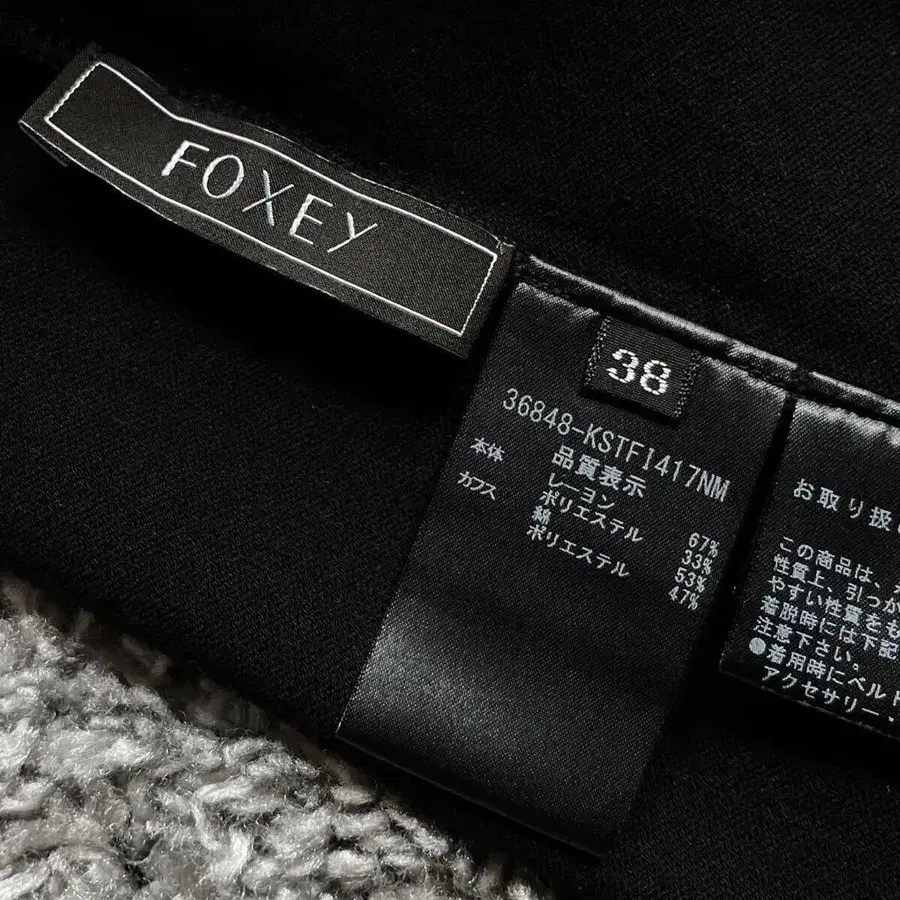 FOXEY
38
36848-KSTFI417NM
品質表示
本体 レーヨン 67%
ポリエステル 33%
カフス 綿 53%
ポリエステル 47%
お取り扱
この商品は、
性質上、引っか
やすい性質をも
着脱時には下記
注意下さい。
●着用時にベルト
アクセサリー、